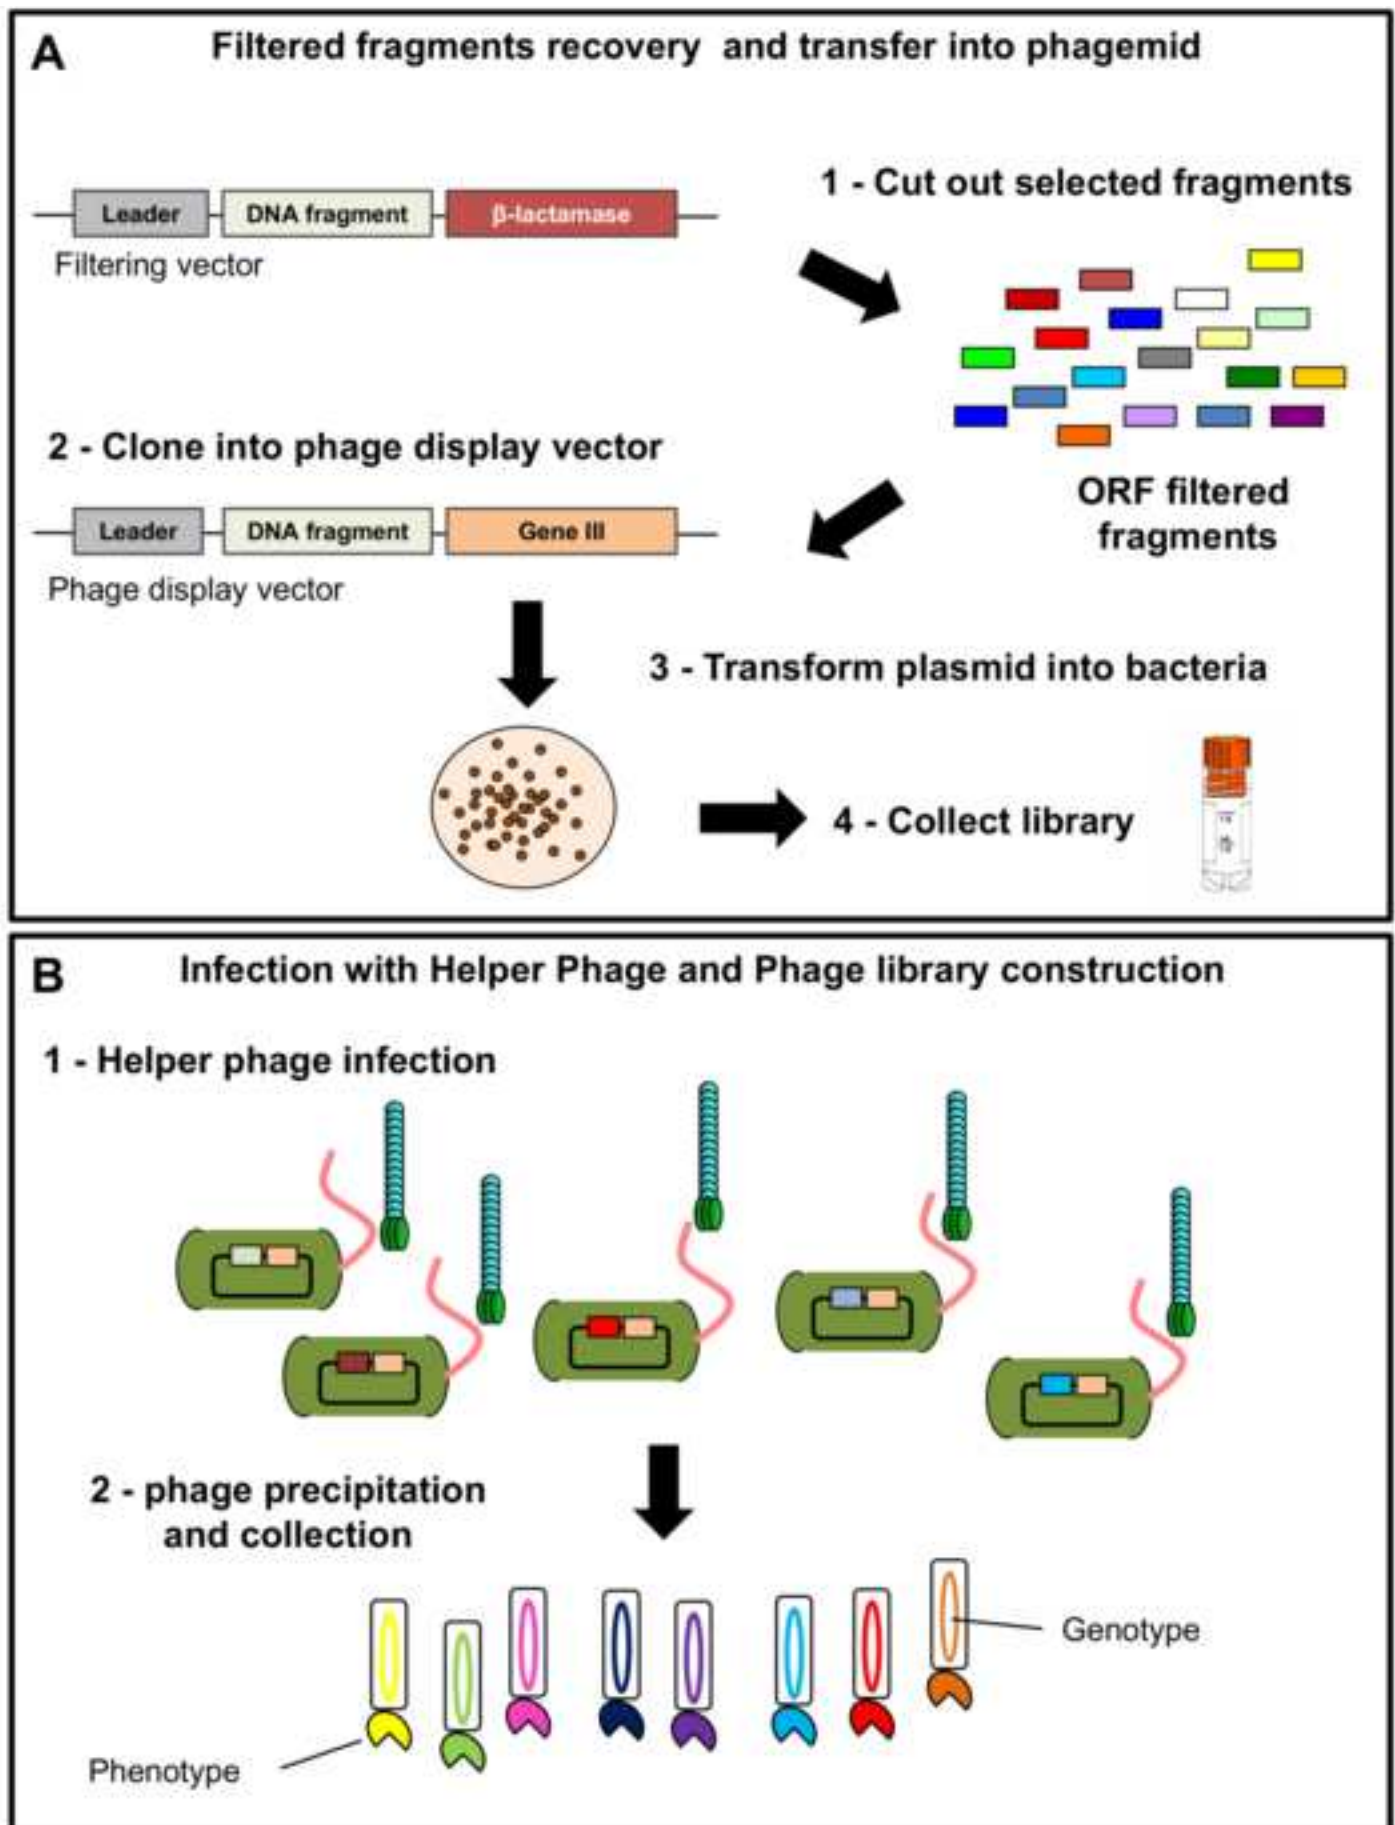 A
Filtered fragments recovery and transfer into phagemid
1 - Cut out selected fragments
Leader
DNA fragment
β-lactamase
Filtering vector
ORF filtered
fragments
2 - Clone into phage display vector
Leader
DNA fragment
Gene III
Phage display vector
3 - Transform plasmid into bacteria
4 - Collect library
B
Infection with Helper Phage and Phage library construction
1 - Helper phage infection
2 - phage precipitation
and collection
Genotype
Phenotype